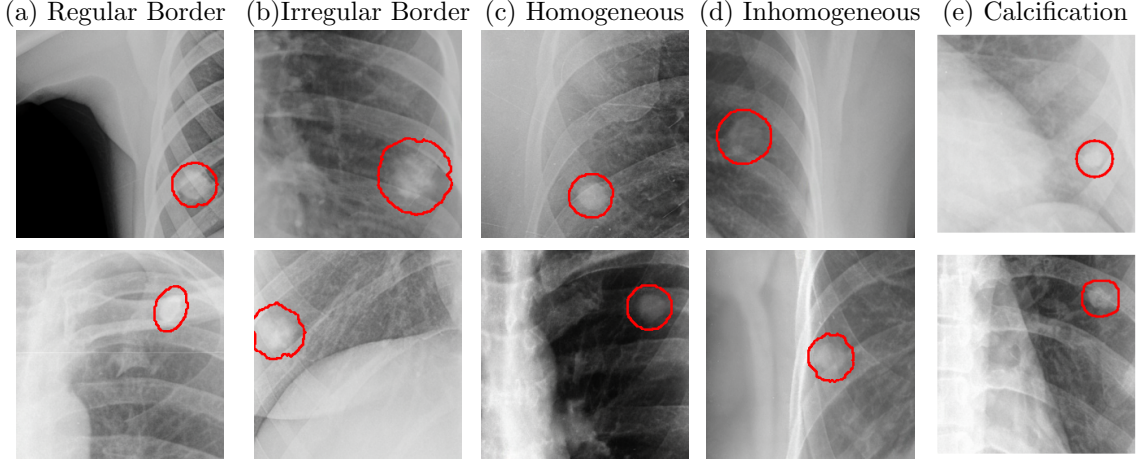 (a) Regular Border
(b)Irregular Border
(c) Homogeneous
(d) Inhomogeneous
(e) Calcification